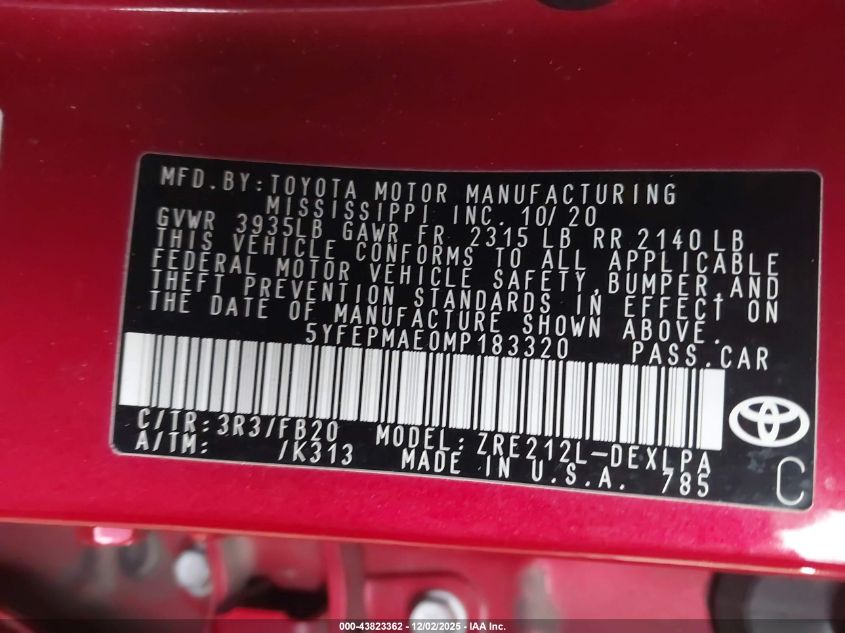 MFD.BY:TOYOTA MOTOR MANUFACTURING
MISSISSIPPI INC. 10/20
GVWR 3935LB GAWR FR 2315 LB RR 2140 LB
THIS VEHICLE CONFORMS TO ALL APPLICABLE
FEDERAL MOTOR VEHICLE SAFETY,BUMPER,AND
THEFT PREVENTION STANDARDS IN EFFECT ON
THE DATE OF MANUFACTURE SHOWN ABOVE.
5YFEPMAE0MP183320 PASS.CAR
C/TR:3R3/FB20 MODEL:ZRE212L-DEXLPA
A/TM: /K313 MADE IN U.S.A. 785
C
000-43823362 - 12/02/2025 - IAA Inc.